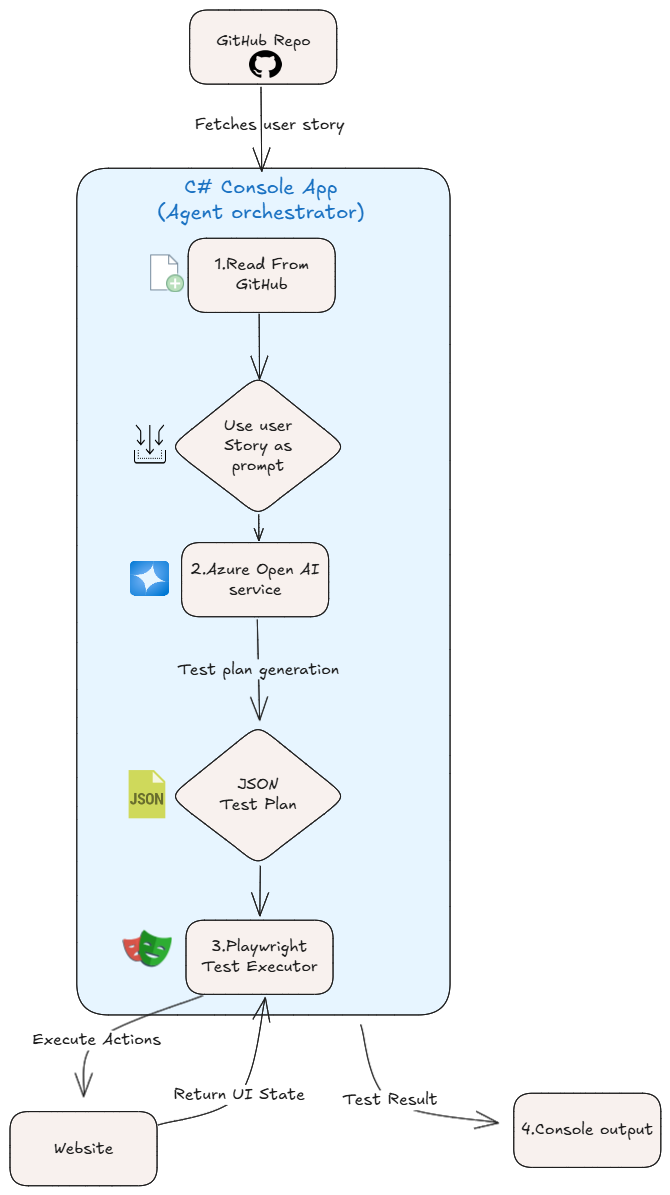 GitHub Repo
Fetches user story
C# Console App
(Agent orchestrator)
1.Read From
GitHub
Use user
Story as
prompt
2.Azure Open AI
service
Test plan generation
JSON
JSON
Test Plan
3.Playwright
Test Executor
Execute Actions
Return UI State
Test Result
Website
4.Console output